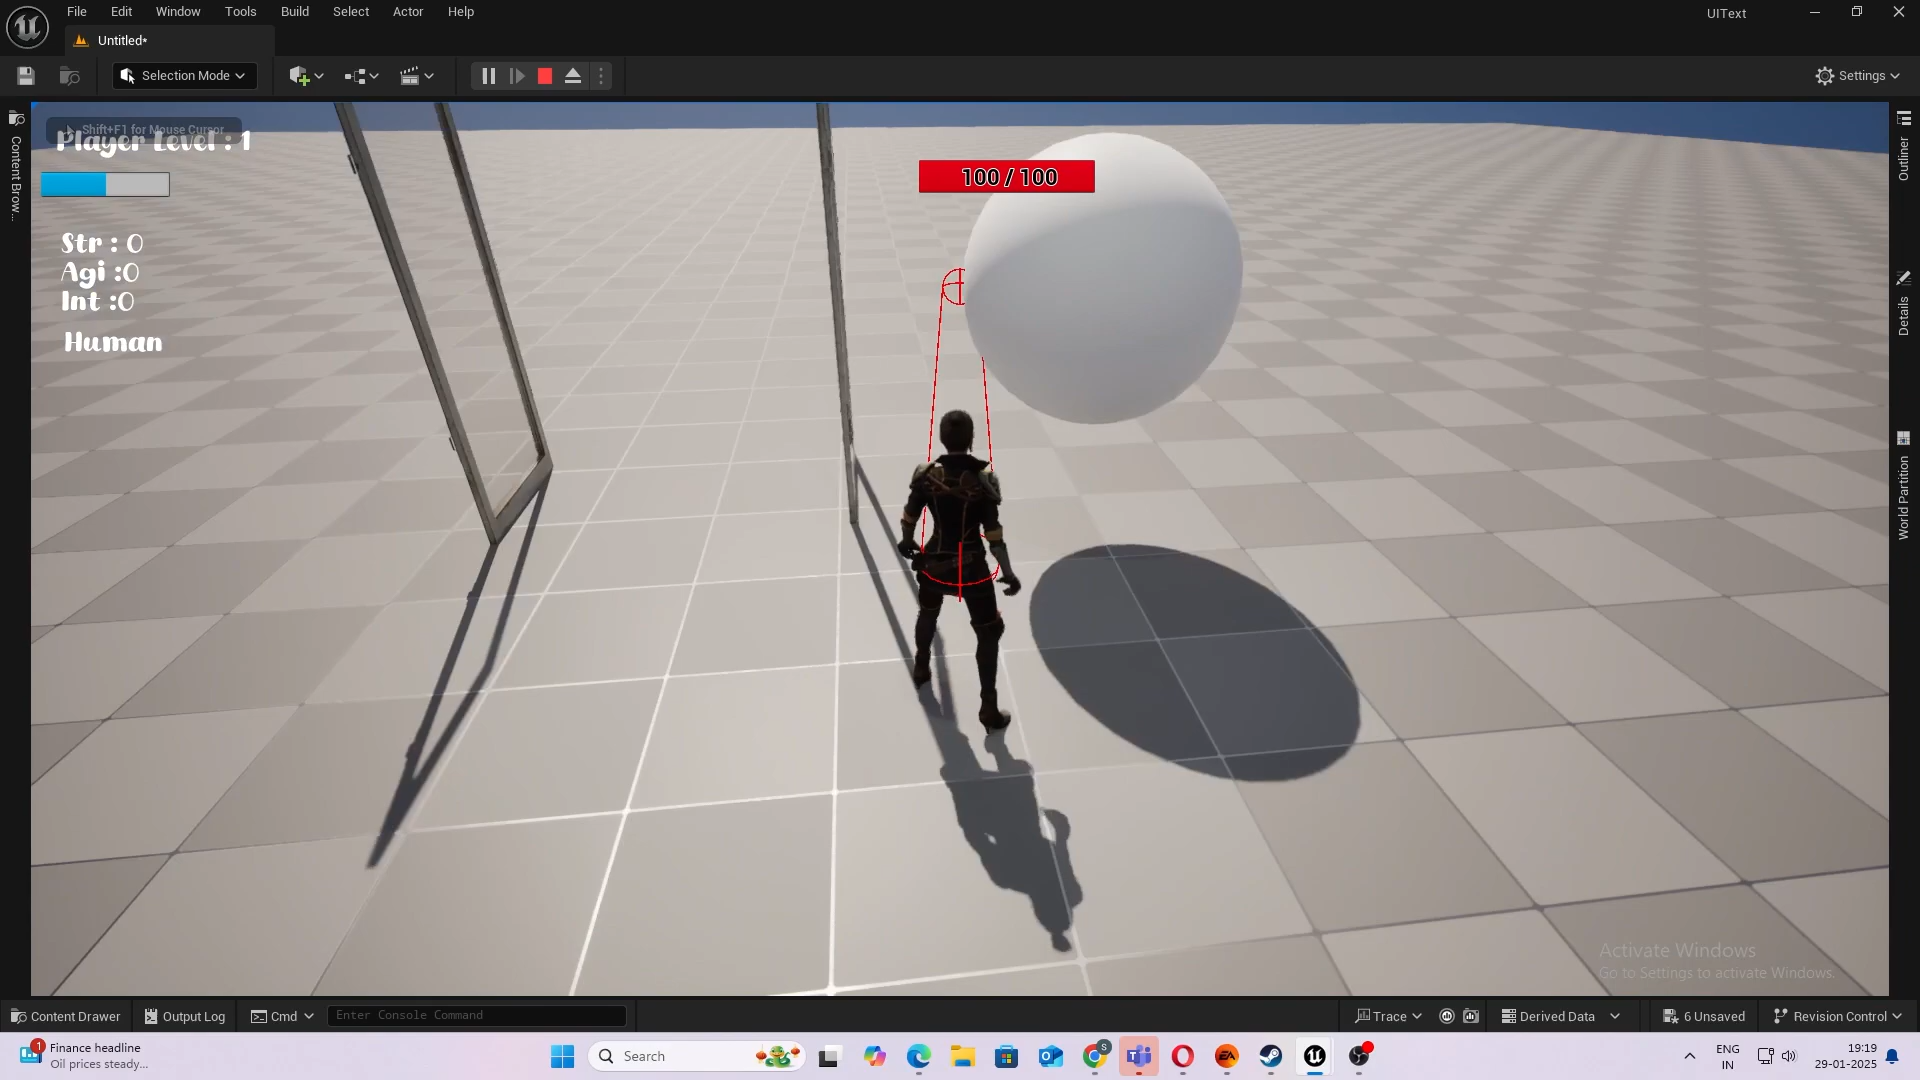 File Edit Window Tools Build Select Actor Help
UIText
Untitled*
Selection Mode
Settings
Shift+F1 for Mouse Cursor
Player Level : 1
100 / 100
Str : 0
Agi :0
Int :0
Human
Content Brow...
Outliner
Details
World Partition
Activate Windows
Go to Settings to activate Windows.
Content Drawer Output Log Cmd Enter Console Command Trace Derived Data 6 Unsaved Revision Control
1
Finance headline
Oil prices steady...
Search
S
ENG
IN
19:19
29-01-2025